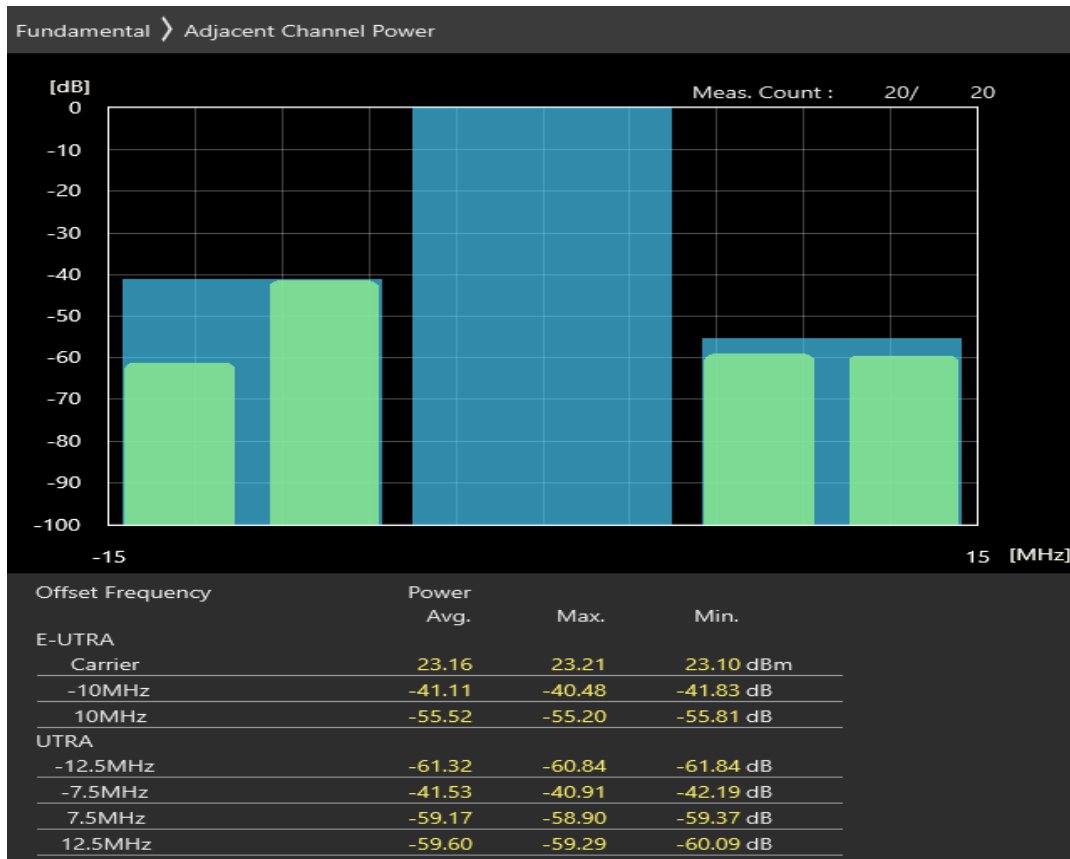 Fundamental ❯ Adjacent Channel Power
[dB]
Meas. Count : 20/ 20
0
-10
-20
-30
-40
-50
-60
-70
-80
-90
-100
-15 15 [MHz]
Offset Frequency Power
Avg. Max. Min.
E-UTRA
Carrier 23.16 23.21 23.10 dBm
-10MHz -41.11 -40.48 -41.83 dB
10MHz -55.52 -55.20 -55.81 dB
UTRA
-12.5MHz -61.32 -60.84 -61.84 dB
-7.5MHz -41.53 -40.91 -42.19 dB
7.5MHz -59.17 -58.90 -59.37 dB
12.5MHz -59.60 -59.29 -60.09 dB